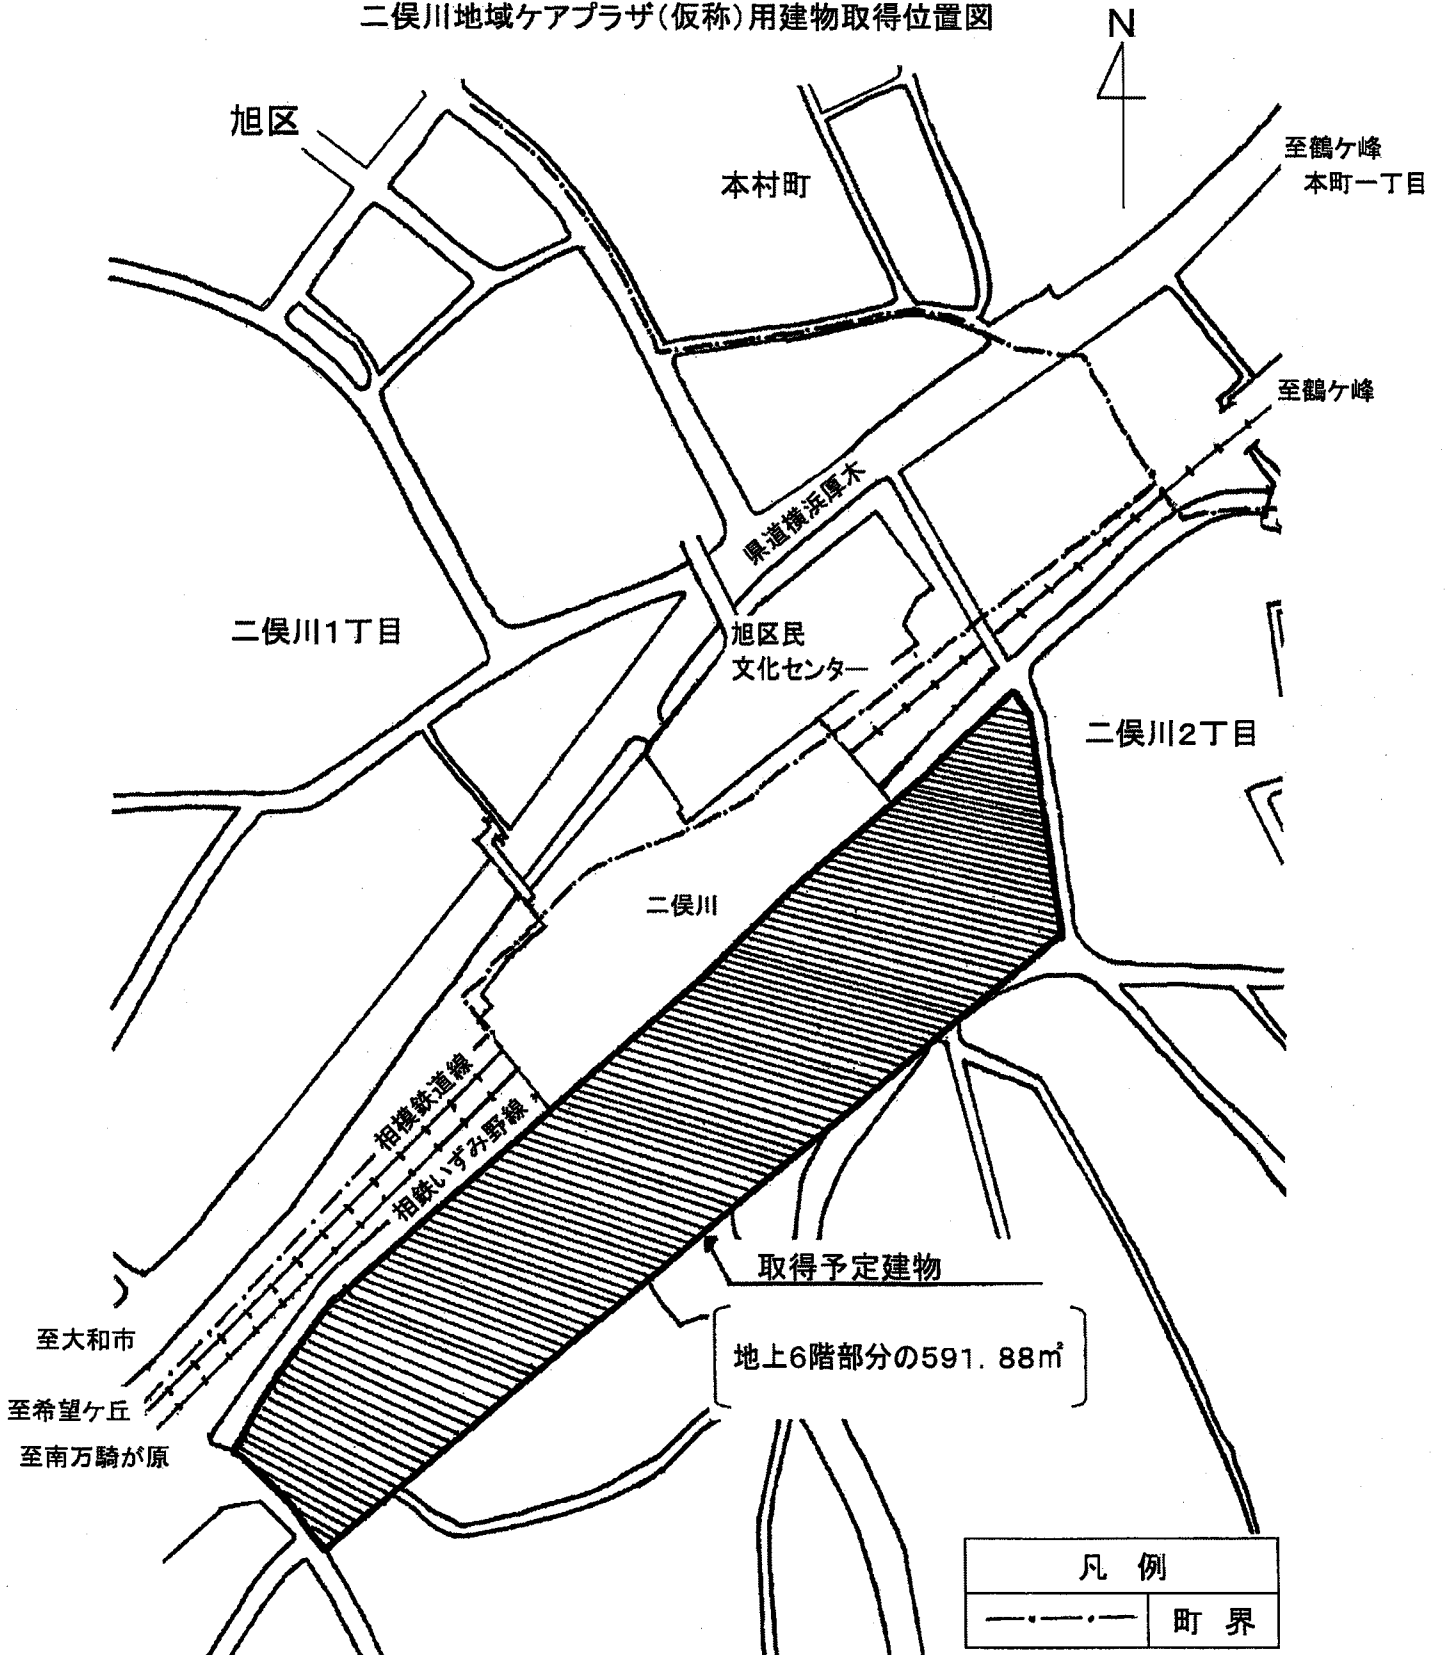 二俣川地域ケアプラザ(仮称)用建物取得位置図
N
旭区
本村町
至鶴ケ峰
本町一丁目
至鶴ケ峰
県道横浜厚木
二俣川1丁目
旭区民
文化センター
二俣川2丁目
二俣川
相模鉄道線
相鉄いずみ野線
取得予定建物
地上6階部分の591.88㎡
至大和市
至希望ケ丘
至南万騎が原
凡 例
町 界